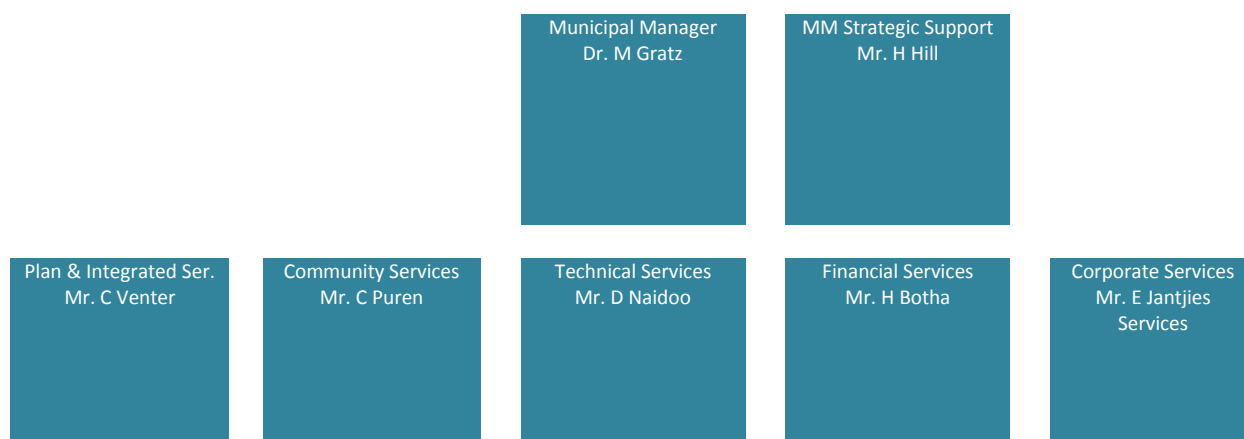 Municipal Manager
Dr. M Gratz
MM Strategic Support
Mr. H Hill
Plan & Integrated Ser.
Mr. C Venter
Community Services
Mr. C Puren
Technical Services
Mr. D Naidoo
Financial Services
Mr. H Botha
Corporate Services
Mr. E Jantjies
Services